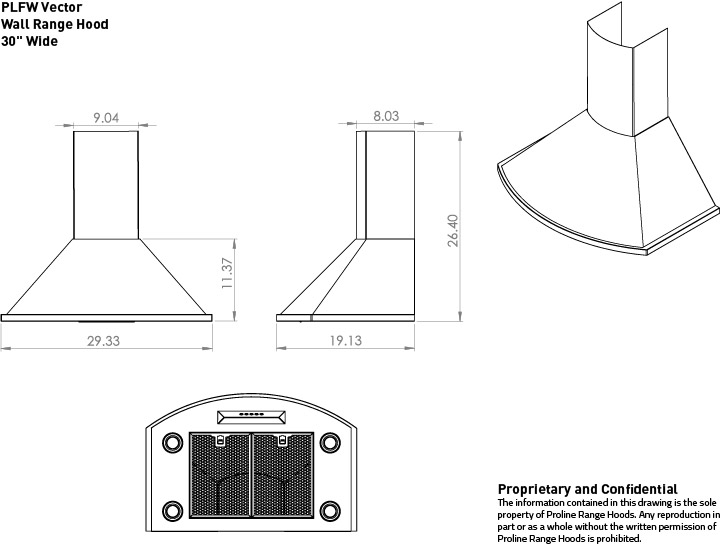 PLFW Vector
Wall Range Hood
30" Wide
9.04
8.03
26.40
11.37
29.33
19.13
Proprietary and Confidential
The information contained in this drawing is the sole
property of Proline Range Hoods. Any reproduction in
part or as a whole without the written permission of
Proline Range Hoods is prohibited.